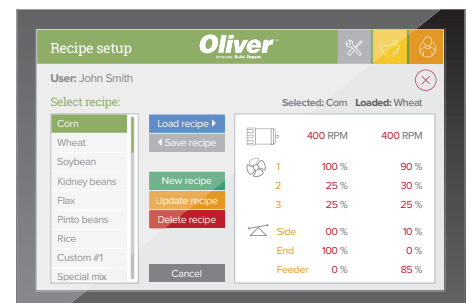 Recipe setup
Oliver™
Innovate. Build. Repeat.
User: John Smith
Select recipe:
Selected: Corn Loaded: Wheat
Corn
Wheat
Soybean
Kidney beans
Flax
Pinto beans
Rice
Custom #1
Special mix
Load recipe
Save recipe
New recipe
Update recipe
Delete recipe
Cancel
400 RPM 400 RPM
1 100 % 90 %
2 25 % 30 %
3 25 % 25 %
Side 00 % 10 %
End 100 % 0 %
Feeder 0 % 85 %